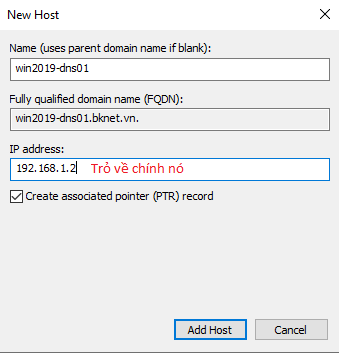 New Host
Name (uses parent domain name if blank):
win2019-dns01
Fully qualified domain name (FQDN):
win2019-dns01.bknet.vn.
IP address:
192.168.1.2 Trỏ về chính nó
Create associated pointer (PTR) record
Add Host Cancel